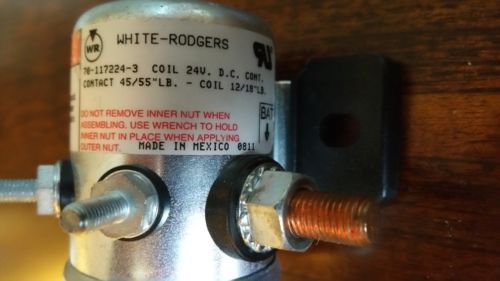 WR
WHITE-RODGERS
70-117224-3 COIL 24V. D.C. CONT.
CONTACT 45/55"LB. - COIL 12/18"LB.
DO NOT REMOVE INNER NUT WHEN
ASSEMBLING. USE WRENCH TO HOLD
INNER NUT IN PLACE WHEN APPLYING
OUTER NUT.
MADE IN MEXICO 0811
BAT